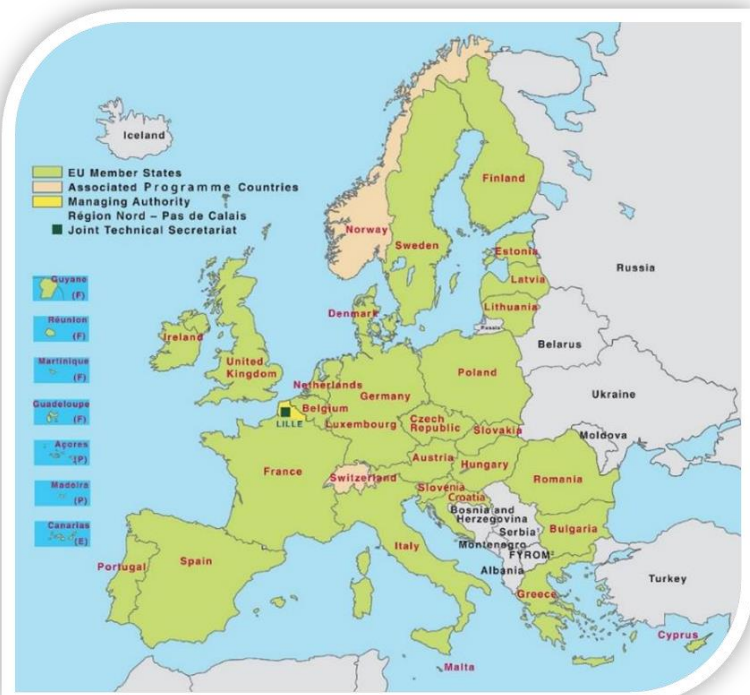 Iceland
EU Member States
Associated Programme Countries
Managing Authority
Région Nord – Pas de Calais
Joint Technical Secretariat
Finland
Norway
Sweden
Estonia
Russia
Latvia
Guyane
(F)
Lithuania
Denmark
Réunion
(F)
Russia
Ireland
Belarus
United
Kingdom
Martinique
(F)
Poland
Netherlands
Germany
Ukraine
Guadeloupe
(F)
Belgium
LILLE
Luxembourg
Czech
Republic
Slovakia
Moldova
Açores
(P)
Austria
Hungary
France
Switzerland
Romania
Madeira
(P)
Slovenia
Croatia
Bosnia and
Herzegovina
Canarias
(E)
Serbia
Bulgaria
Italy
Montenegro
FYROM²
Portugal
Spain
Albania
Turkey
Greece
Cyprus
Malta